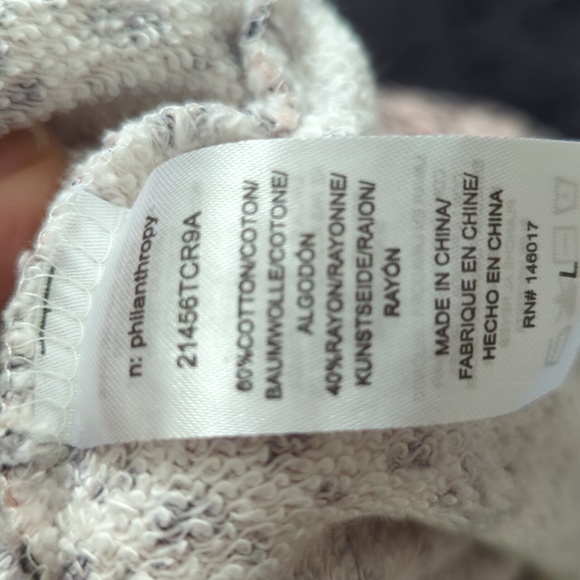 n: philanthropy
21456TCR9A
60%COTTON/COTON/
BAUMWOLLE/COTONE/
ALGODÓN
40%RAYON/RAYONNE/
KUNSTSEIDE/RAION/
RAYÓN
MADE IN CHINA/
FABRIQUE EN CHINE/
HECHO EN CHINA
RN# 146017
L